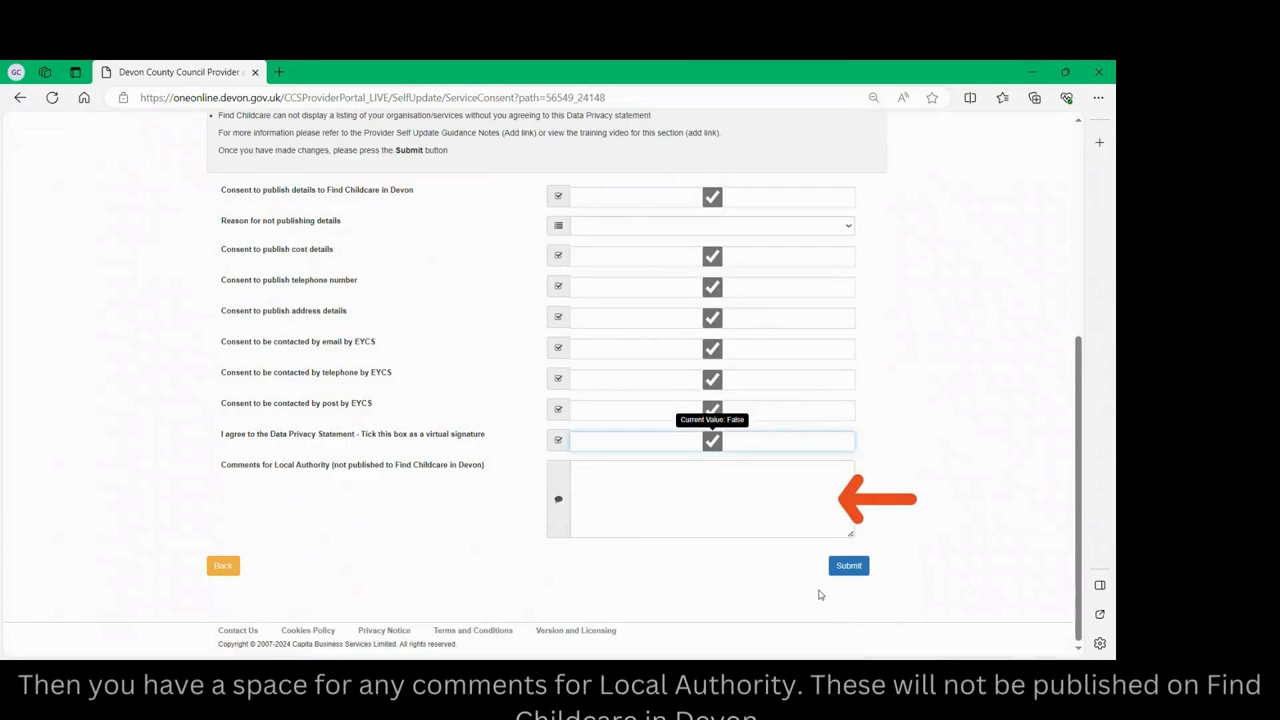 GC
Devon County Council Provider
https://oneonline.devon.gov.uk/CCSProviderPortal_LIVE/SelfUpdate/ServiceConsent?path=56549_24148
Find Childcare can not display a listing of your organisation/services without you agreeing to this Data Privacy statement
For more information please refer to the Provider Self Update Guidance Notes (Add link) or view the training video for this section (add link).
Once you have made changes, please press the Submit button
Consent to publish details to Find Childcare in Devon
Reason for not publishing details
Consent to publish cost details
Consent to publish telephone number
Consent to publish address details
Consent to be contacted by email by EYCS
Consent to be contacted by telephone by EYCS
Consent to be contacted by post by EYCS
Current Value: False
I agree to the Data Privacy Statement - Tick this box as a virtual signature
Comments for Local Authority (not published to Find Childcare in Devon)
Back Submit
Contact Us Cookies Policy Privacy Notice Terms and Conditions Version and Licensing
Copyright © 2007-2024 Capita Business Services Limited. All rights reserved.
Then you have a space for any comments for Local Authority. These will not be published on Find
Childcare in Devon